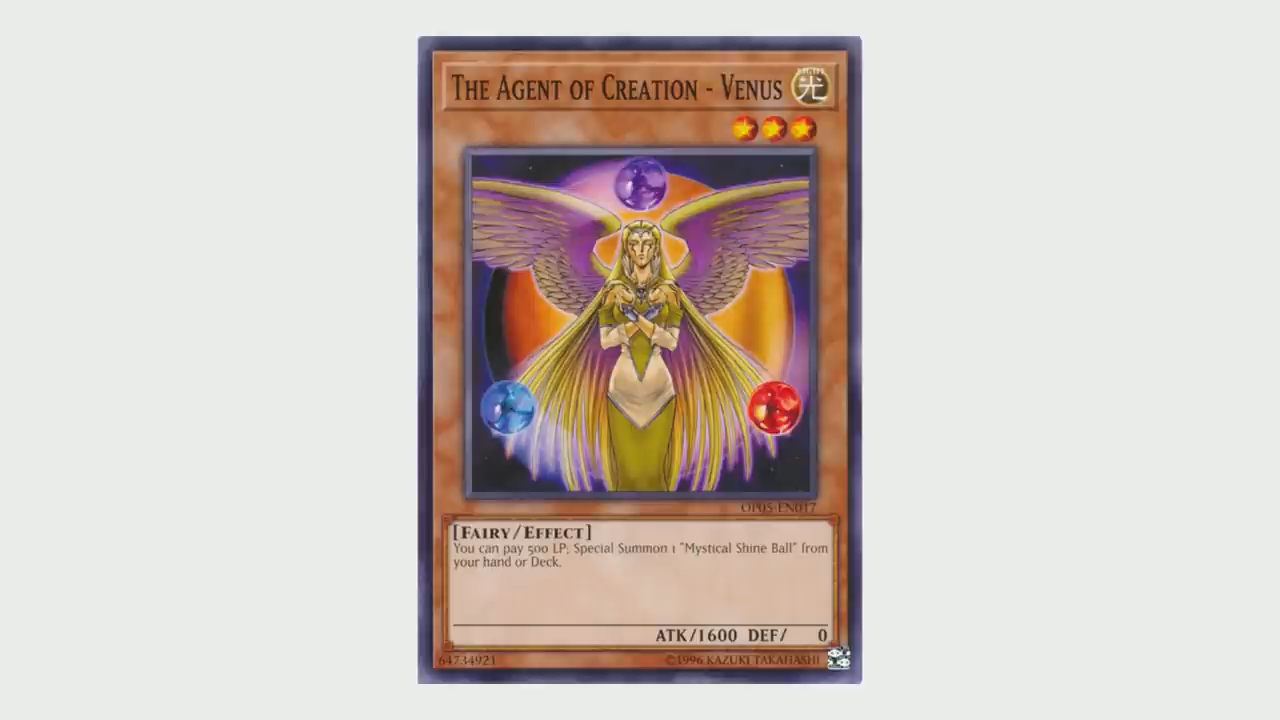 THE AGENT OF CREATION - VENUS
LIGHT
光
OP05-EN017
[FAIRY/EFFECT]
You can pay 500 LP; Special Summon 1 "Mystical Shine Ball" from
your hand or Deck.
ATK/1600 DEF/ 0
64734921
©1996 KAZUKI TAKAHASHI